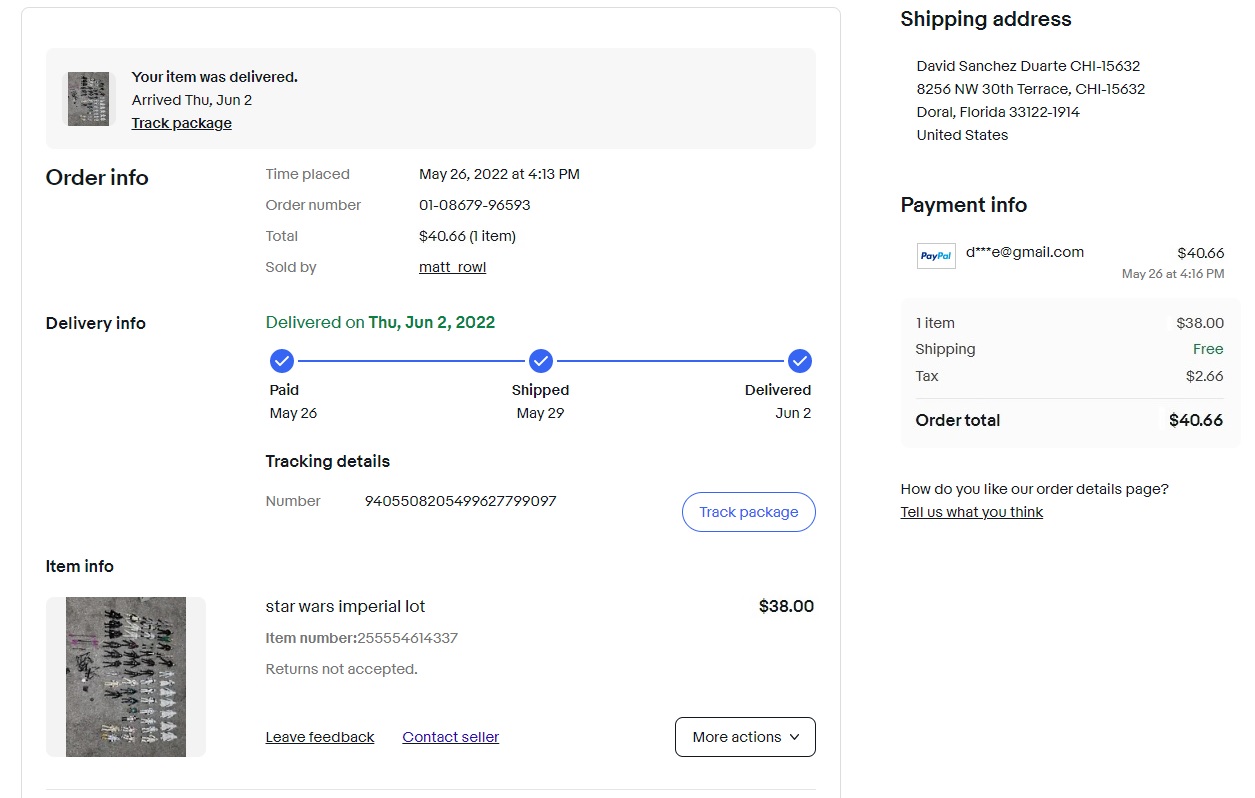 Your item was delivered.
Arrived Thu, Jun 2
Track package
Order info
Time placed May 26, 2022 at 4:13 PM
Order number 01-08679-96593
Total $40.66 (1 item)
Sold by matt_rowl
Delivery info
Delivered on Thu, Jun 2, 2022
Paid Shipped Delivered
May 26 May 29 Jun 2
Tracking details
Number 9405508205499627799097
Track package
Item info
star wars imperial lot $38.00
Item number:255554614337
Returns not accepted.
Leave feedback Contact seller More actions
Shipping address
David Sanchez Duarte CHI-15632
8256 NW 30th Terrace, CHI-15632
Doral, Florida 33122-1914
United States
Payment info
PayPal d***e@gmail.com $40.66
May 26 at 4:16 PM
1 item $38.00
Shipping Free
Tax $2.66
Order total $40.66
How do you like our order details page?
Tell us what you think